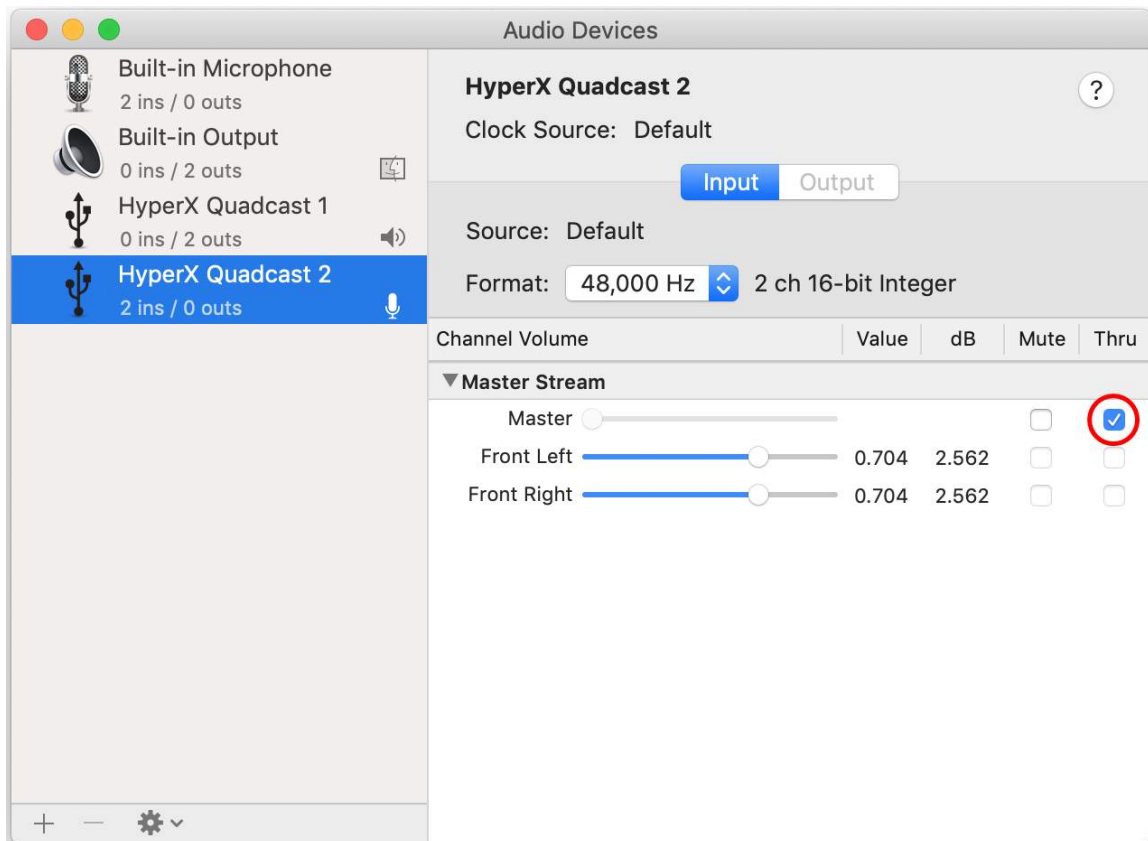 Audio Devices
Built-in Microphone
2 ins / 0 outs
Built-in Output
0 ins / 2 outs
HyperX Quadcast 1
0 ins / 2 outs
HyperX Quadcast 2
2 ins / 0 outs
HyperX Quadcast 2
?
Clock Source: Default
Input Output
Source: Default
Format: 48,000 Hz 2 ch 16-bit Integer
Channel Volume Value dB Mute Thru
Master Stream
Master
Front Left 0.704 2.562
Front Right 0.704 2.562